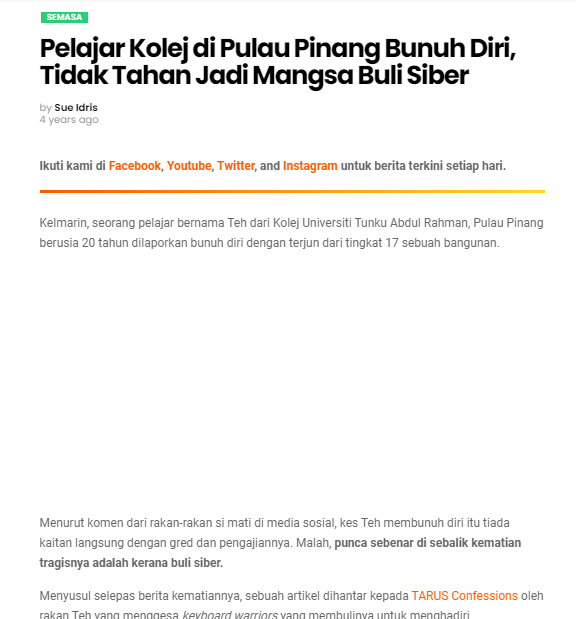 SEMASA
Pelajar Kolej di Pulau Pinang Bunuh Diri,
Tidak Tahan Jadi Mangsa Buli Siber
by Sue Idris
4 years ago
Ikuti kami di Facebook, Youtube, Twitter, and Instagram untuk berita terkini setiap hari.
Kelmarin, seorang pelajar bernama Teh dari Kolej Universiti Tunku Abdul Rahman, Pulau Pinang
berusia 20 tahun dilaporkan bunuh diri dengan terjun dari tingkat 17 sebuah bangunan.
Menurut komen dari rakan-rakan si mati di media sosial, kes Teh membunuh diri itu tiada
kaitan langsung dengan gred dan pengajiannya. Malah, punca sebenar di sebalik kematian
tragisnya adalah kerana buli siber.
Menyusul selepas berita kematiannya, sebuah artikel dihantar kepada TARUS Confessions oleh
rakan Teh yang menggesa keyboard warriors yang membulinya untuk menghadiri